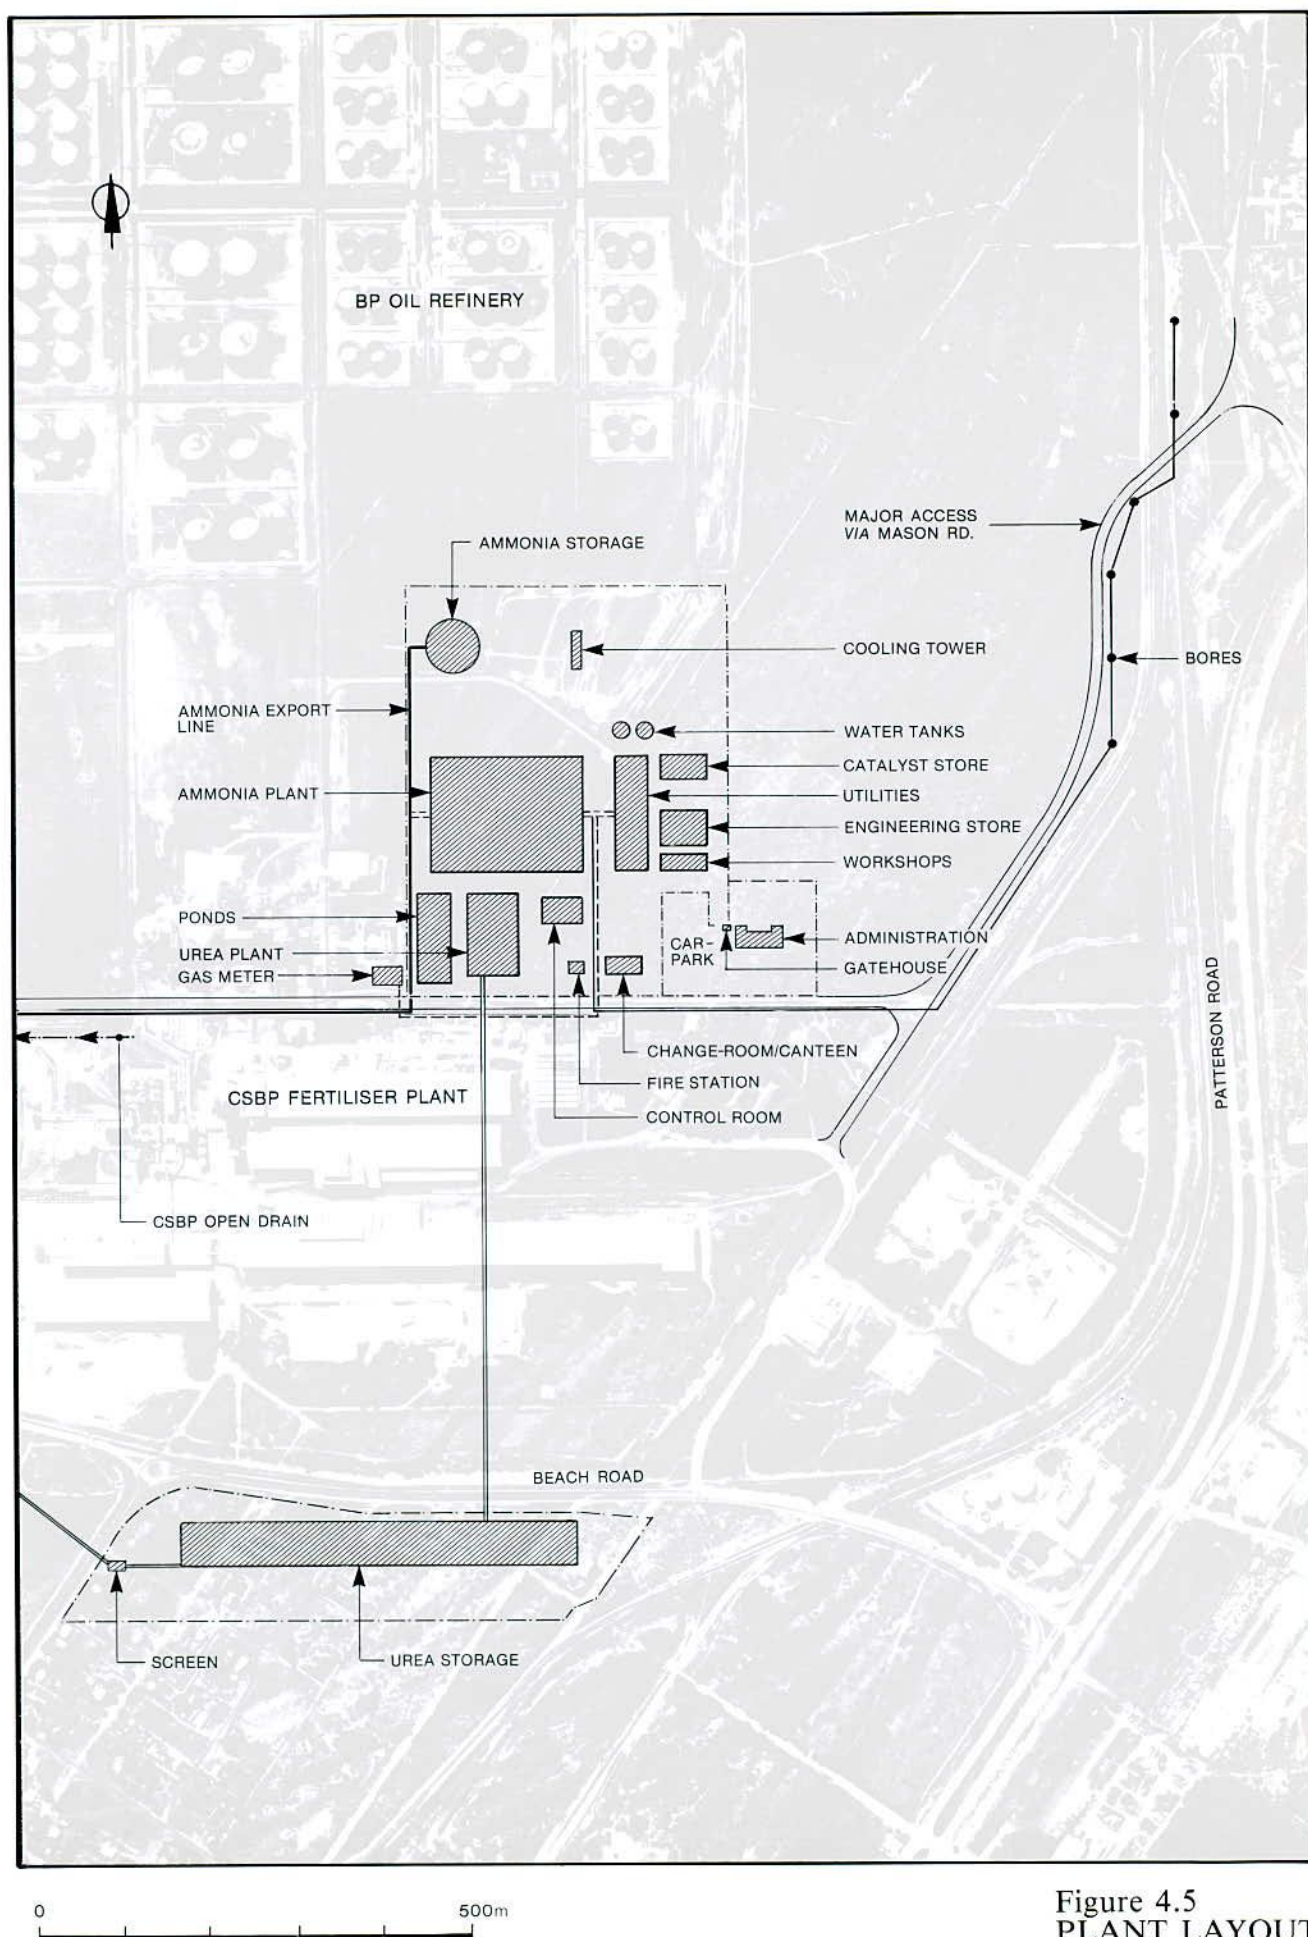 BP OIL REFINERY
MAJOR ACCESS
VIA MASON RD.
AMMONIA STORAGE
COOLING TOWER
BORES
AMMONIA EXPORT
LINE
WATER TANKS
CATALYST STORE
AMMONIA PLANT
UTILITIES
ENGINEERING STORE
WORKSHOPS
PONDS
UREA PLANT
GAS METER
CAR-
PARK
ADMINISTRATION
GATEHOUSE
PATTERSON ROAD
CHANGE-ROOM/CANTEEN
FIRE STATION
CONTROL ROOM
CSBP FERTILISER PLANT
CSBP OPEN DRAIN
BEACH ROAD
SCREEN
UREA STORAGE
0
500m
Figure 4.5
PLANT LAYOUT